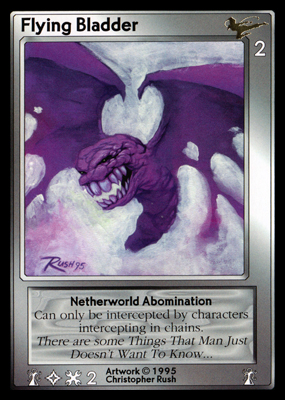 Flying Bladder
2
RUSH 95
Netherworld Abomination
Can only be intercepted by characters
intercepting in chains.
There are some Things That Man Just
Doesn't Want To Know...
2
Artwork © 1995
Christopher Rush